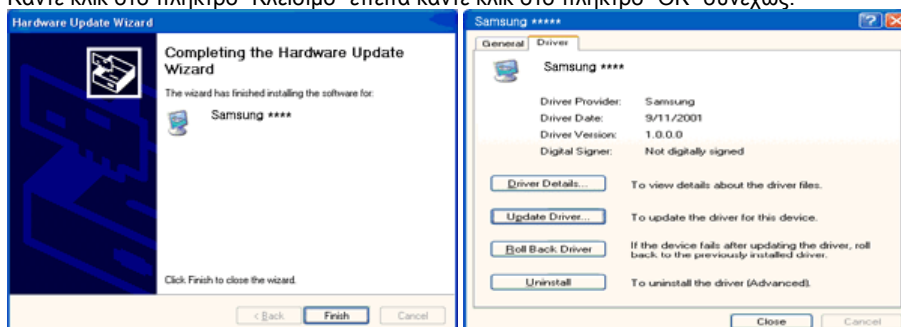 Κάντε κλικ στο πλήκτρο "Κλείσιμο" έπειτα κάντε κλικ στο πλήκτρο "OK" συνεχώς.
Hardware Update Wizard
Completing the Hardware Update
Wizard
The wizard has finished installing the software for:
Samsung ****
Click Finish to close the wizard.
< Back
Finish
Cancel
Samsung *****
General
Driver
Samsung ****
Driver Provider: Samsung
Driver Date: 9/11/2001
Driver Version: 1.0.0.0
Digital Signer: Not digitally signed
Driver Details... To view details about the driver files.
Update Driver... To update the driver for this device.
Roll Back Driver If the device fails after updating the driver, roll
back to the previously installed driver.
Uninstall To uninstall the driver (Advanced).
Close
Cancel